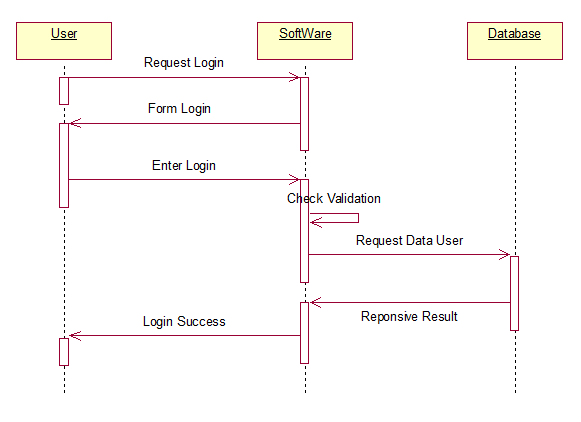 User
SoftWare
Database
Request Login
Form Login
Enter Login
Check Validation
Request Data User
Reponsive Result
Login Success